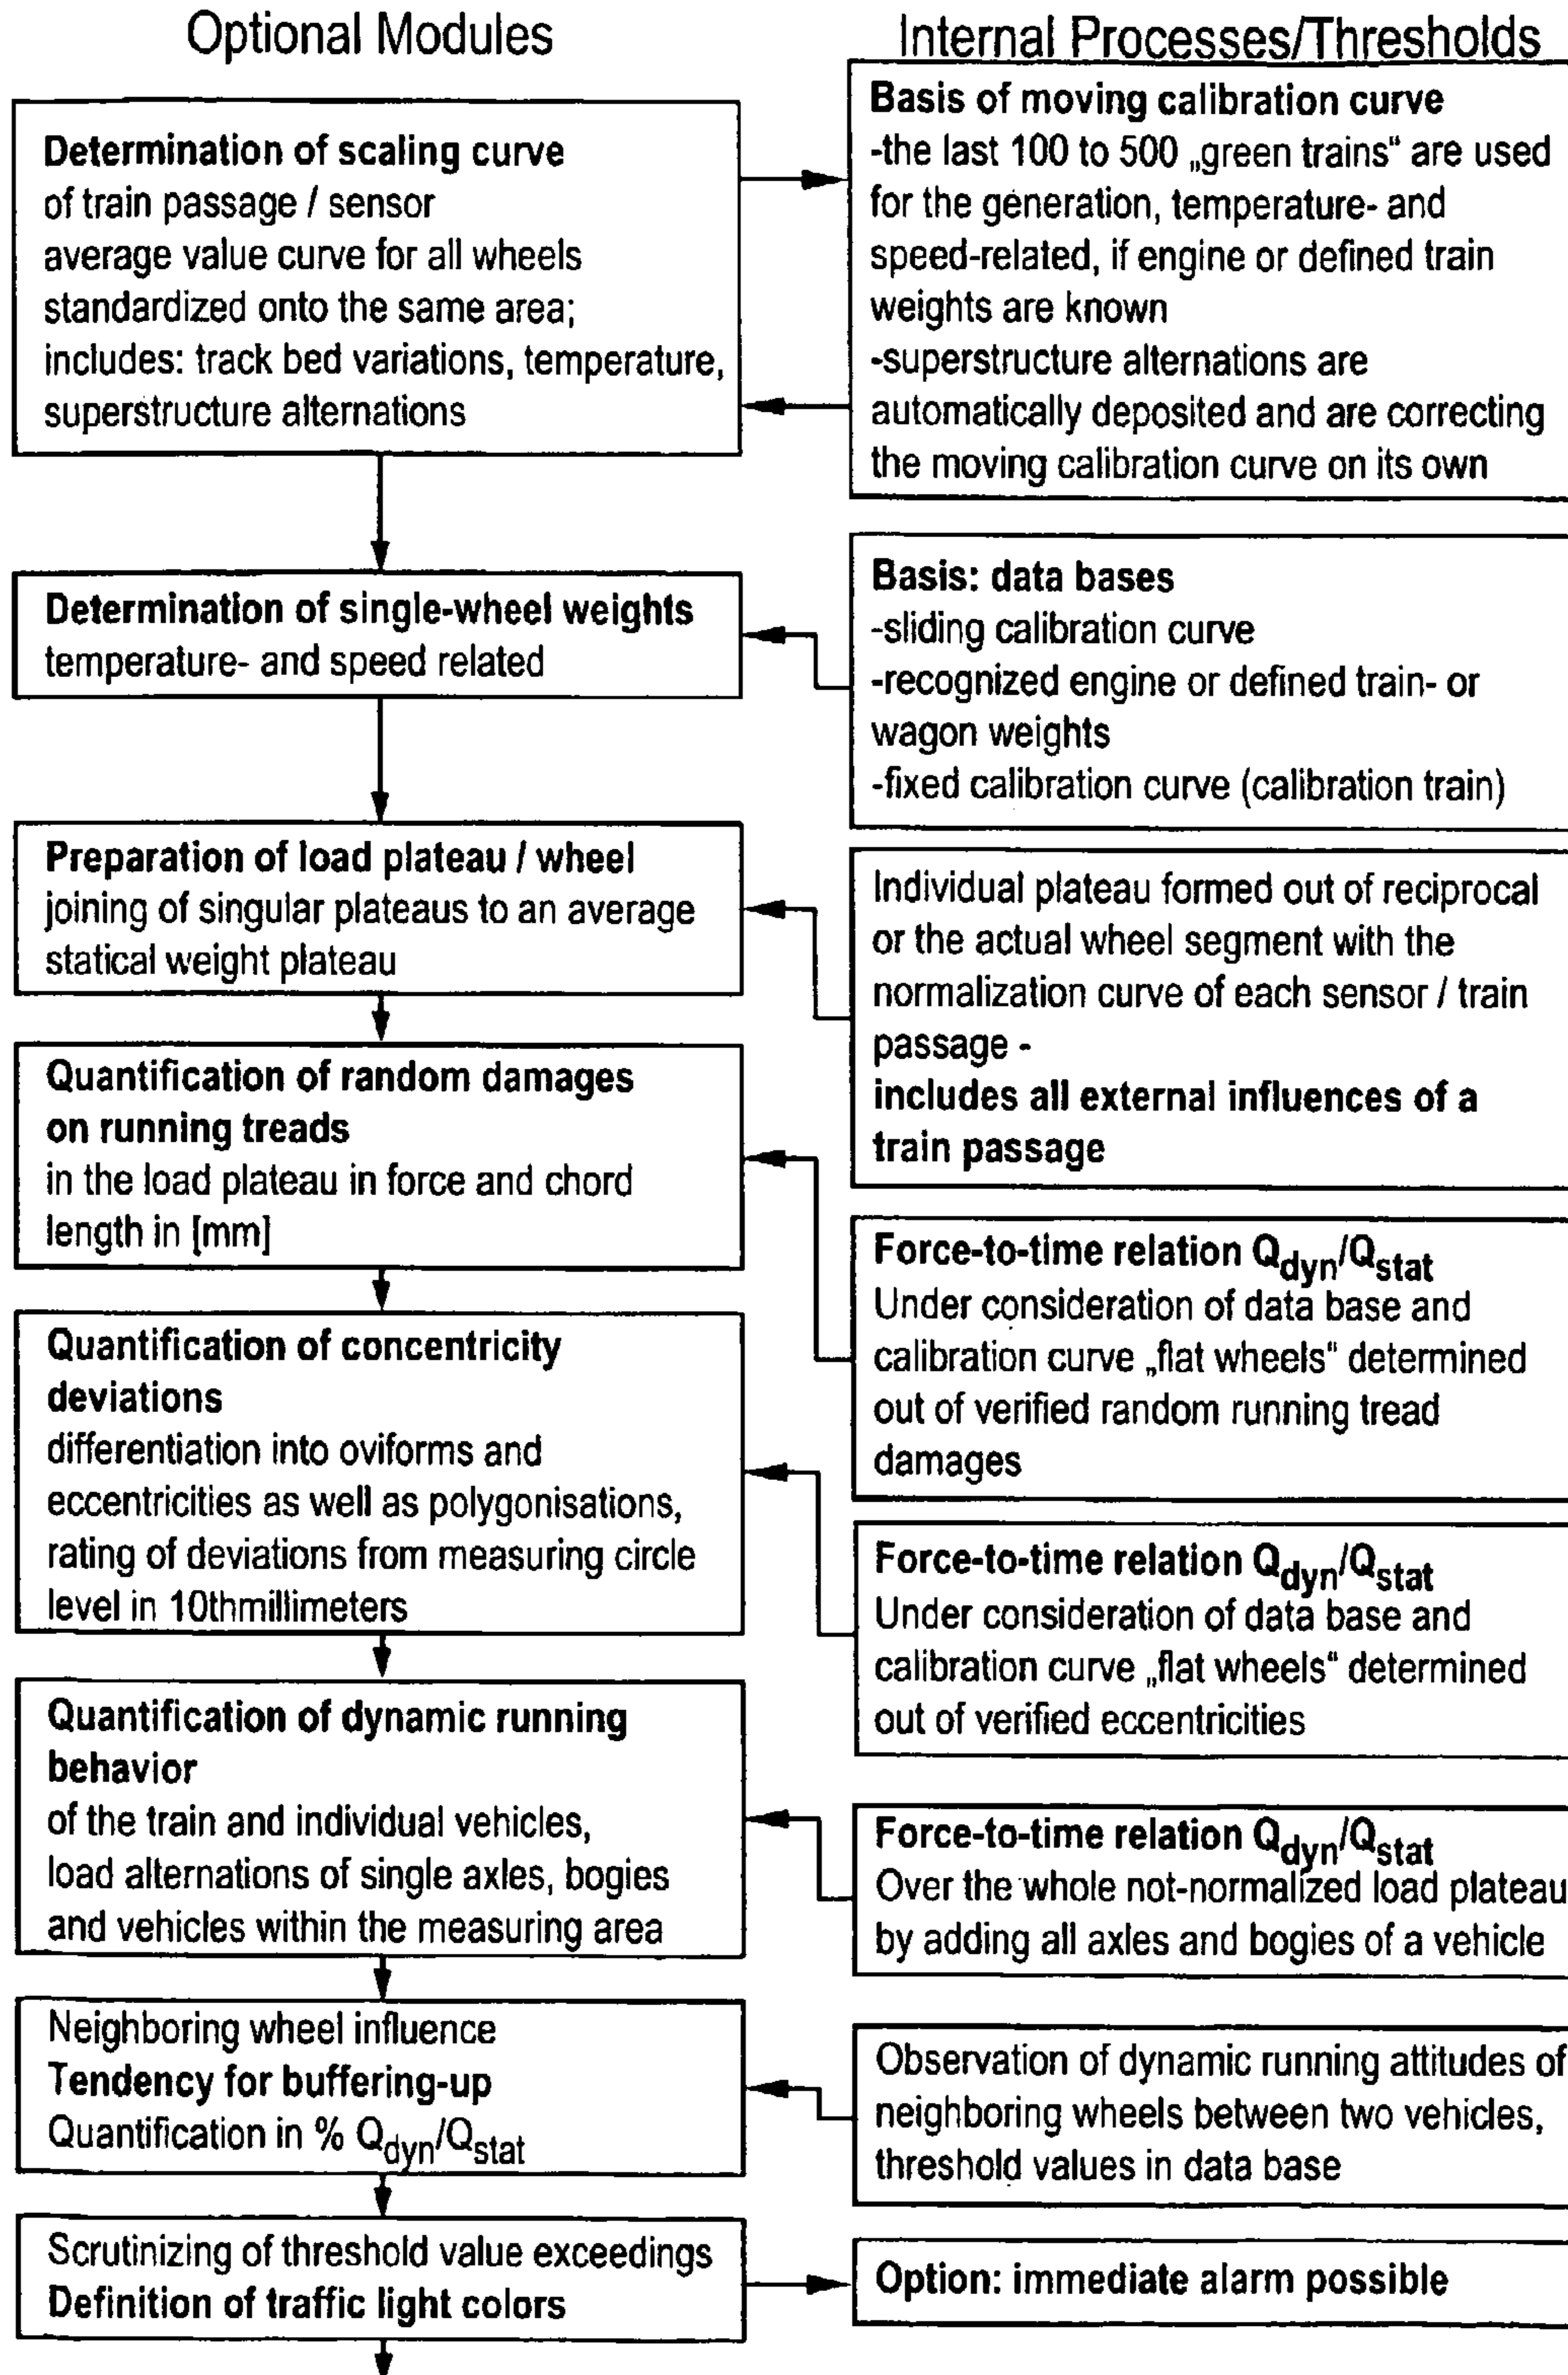 Optional Modules
Internal Processes/Thresholds
Determination of scaling curve
of train passage / sensor
average value curve for all wheels
standardized onto the same area;
includes: track bed variations, temperature,
superstructure alternations
Basis of moving calibration curve
-the last 100 to 500 „green trains“ are used
for the generation, temperature- and
speed-related, if engine or defined train
weights are known
-superstructure alternations are
automatically deposited and are correcting
the moving calibration curve on its own
Determination of single-wheel weights
temperature- and speed related
Basis: data bases
-sliding calibration curve
-recognized engine or defined train- or
wagon weights
-fixed calibration curve (calibration train)
Preparation of load plateau / wheel
joining of singular plateaus to an average
statical weight plateau
Individual plateau formed out of reciprocal
or the actual wheel segment with the
normalization curve of each sensor / train
passage -
includes all external influences of a
train passage
Quantification of random damages
on running treads
in the load plateau in force and chord
length in [mm]
Force-to-time relation Qdyn/Qstat
Under consideration of data base and
calibration curve „flat wheels“ determined
out of verified random running tread
damages
Quantification of concentricity
deviations
differentiation into oviforms and
eccentricities as well as polygonisations,
rating of deviations from measuring circle
level in 10thmillimeters
Force-to-time relation Qdyn/Qstat
Under consideration of data base and
calibration curve „flat wheels“ determined
out of verified eccentricities
Quantification of dynamic running
behavior
of the train and individual vehicles,
load alternations of single axles, bogies
and vehicles within the measuring area
Force-to-time relation Qdyn/Qstat
Over the whole not-normalized load plateau
by adding all axles and bogies of a vehicle
Neighboring wheel influence
Tendency for buffering-up
Quantification in % Qdyn/Qstat
Observation of dynamic running attitudes of
neighboring wheels between two vehicles,
threshold values in data base
Scrutinizing of threshold value exceedings
Definition of traffic light colors
Option: immediate alarm possible